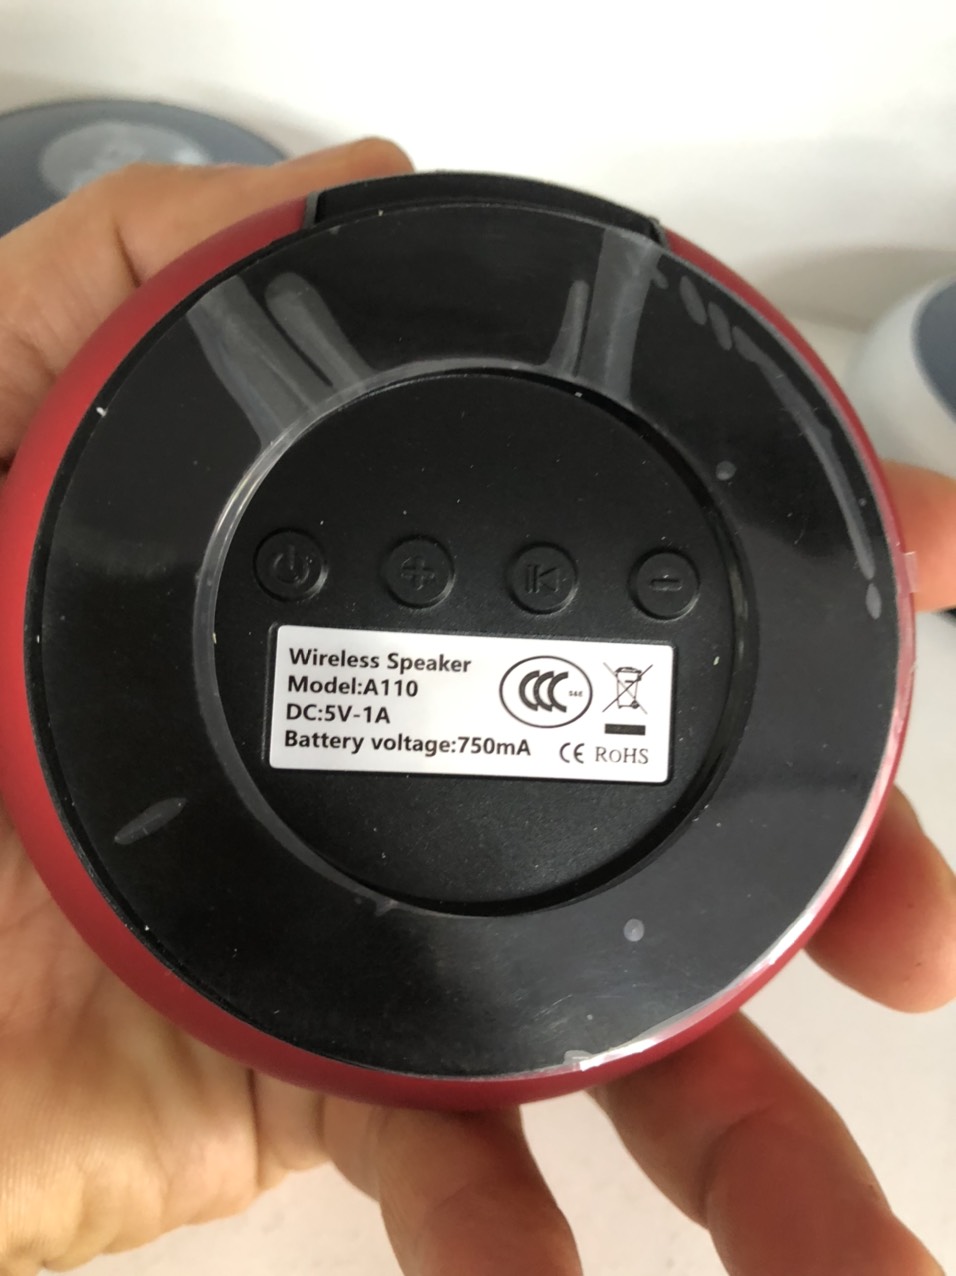 Wireless Speaker
Model:A110
DC:5V-1A
Battery voltage:750mA
CCC S&E
CE RoHS